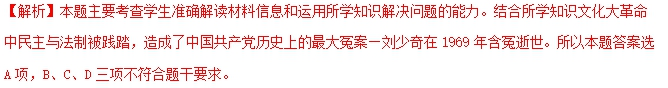 【解析】本题主要考查学生准确解读材料信息和运用所学知识解决问题的能力。结合所学知识文化大革命
中民主与法制被践踏，造成了中国共产党历史上的最大冤案—刘少奇在 1969 年含冤逝世。所以本题答案选
A 项，B、C、D 三项不符合题干要求。